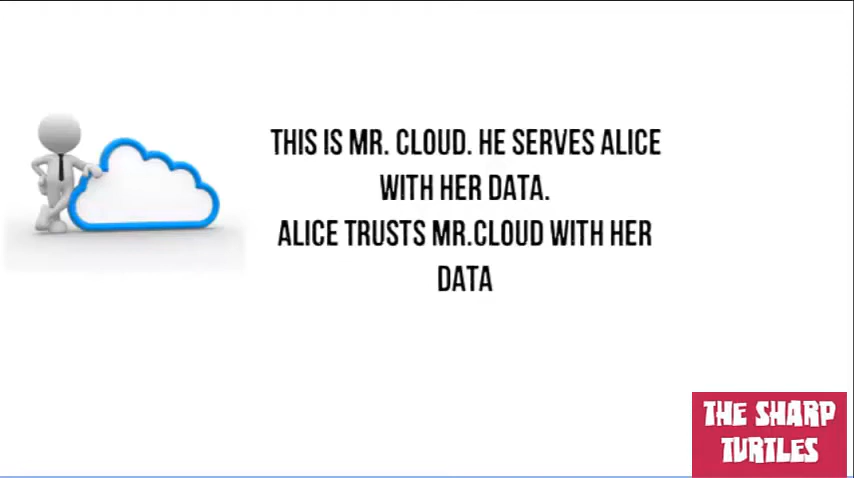 THIS IS MR. CLOUD. HE SERVES ALICE
WITH HER DATA.
ALICE TRUSTS MR.CLOUD WITH HER
DATA
THE SHARP
TURTLES